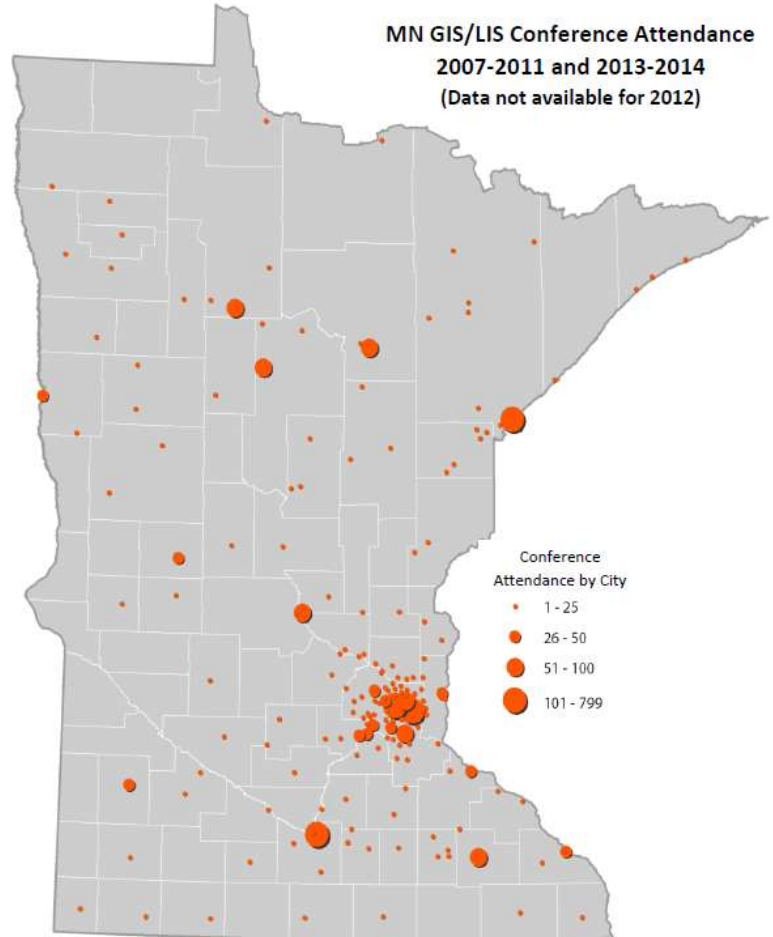 MN GIS/LIS Conference Attendance
2007-2011 and 2013-2014
(Data not available for 2012)
Conference
Attendance by City
1 - 25
26 - 50
51 - 100
101 - 799